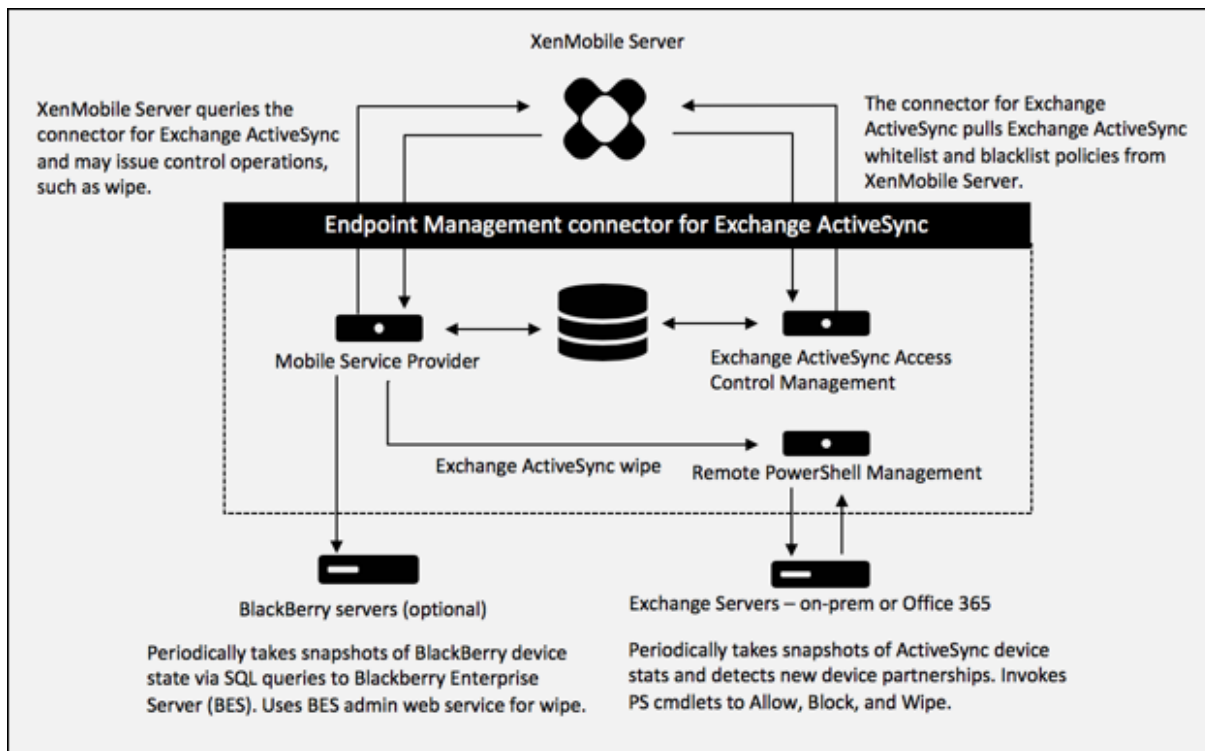 XenMobile Server
XenMobile Server queries the
connector for Exchange ActiveSync
and may issue control operations,
such as wipe.
The connector for Exchange
ActiveSync pulls Exchange ActiveSync
whitelist and blacklist policies from
XenMobile Server.
Endpoint Management connector for Exchange ActiveSync
Mobile Service Provider
Exchange ActiveSync Access
Control Management
Exchange ActiveSync wipe
Remote PowerShell Management
BlackBerry servers (optional)
Periodically takes snapshots of BlackBerry device
state via SQL queries to Blackberry Enterprise
Server (BES). Uses BES admin web service for wipe.
Exchange Servers – on-prem or Office 365
Periodically takes snapshots of ActiveSync device
stats and detects new device partnerships. Invokes
PS cmdlets to Allow, Block, and Wipe.